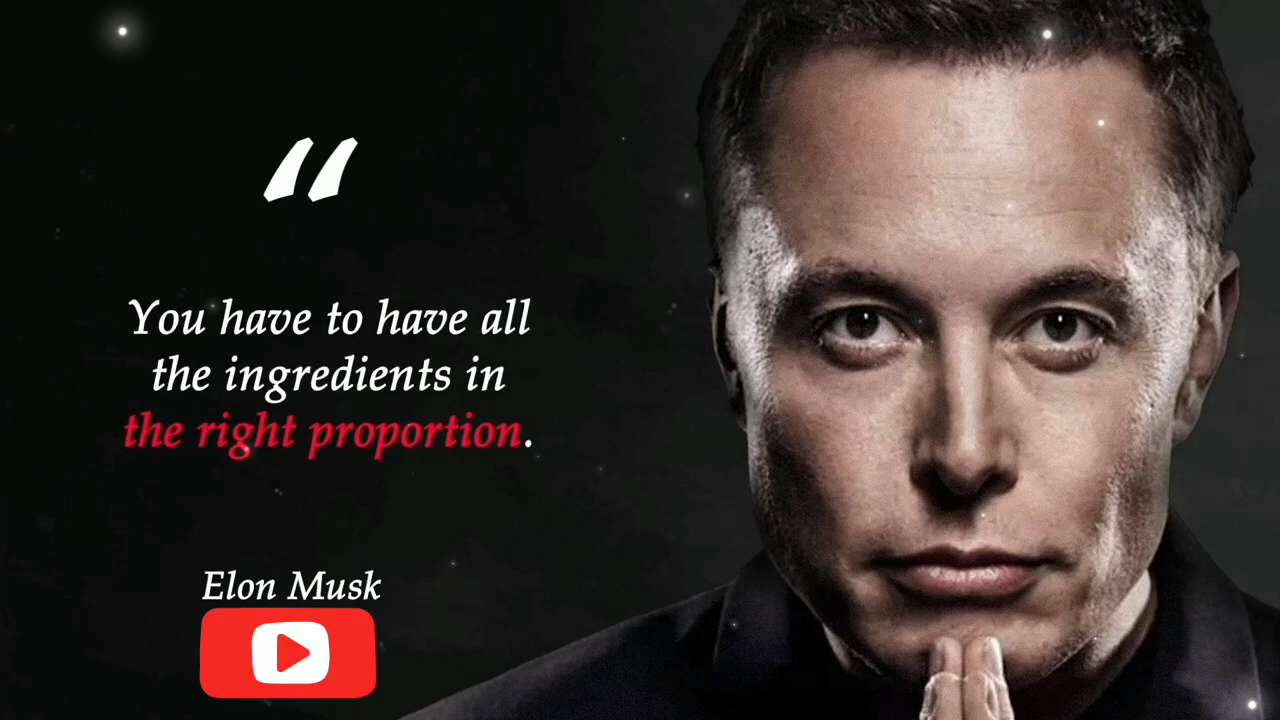 “
You have to have all
the ingredients in
the right proportion.
Elon Musk